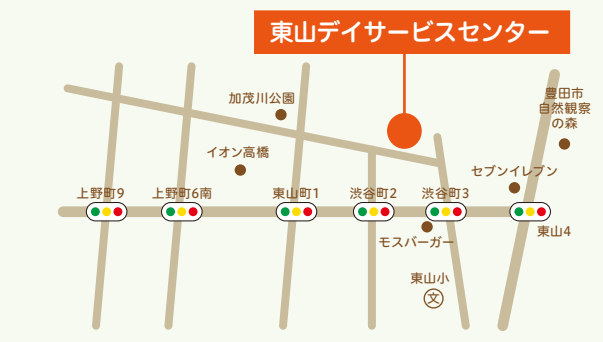 東山デイサービスセンター
加茂川公園
豊田市
自然観察
の森
イオン高橋
セブンイレブン
上野町9
上野町6南
東山町1
渋谷町2
渋谷町3
東山4
モスバーガー
東山小
文